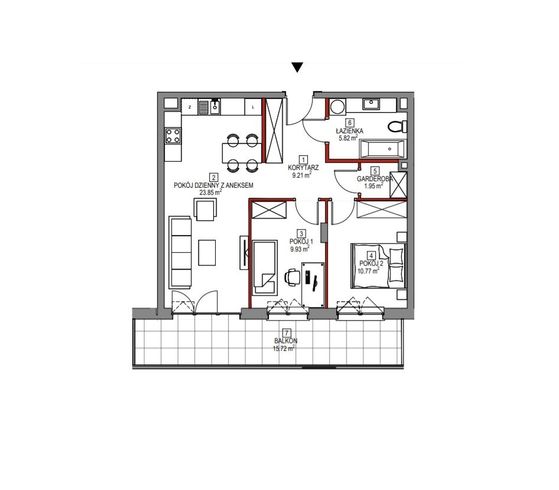 6
ŁAZIENKA
5.82 m²
1
KORYTARZ
9.21 m²
5
GARDEROBA
1.95 m²
2
POKÓJ DZIENNY Z ANEKSEM
23.85 m²
3
POKÓJ 1
9.93 m²
4
POKÓJ 2
10.77 m²
7
BALKON
15.72 m²